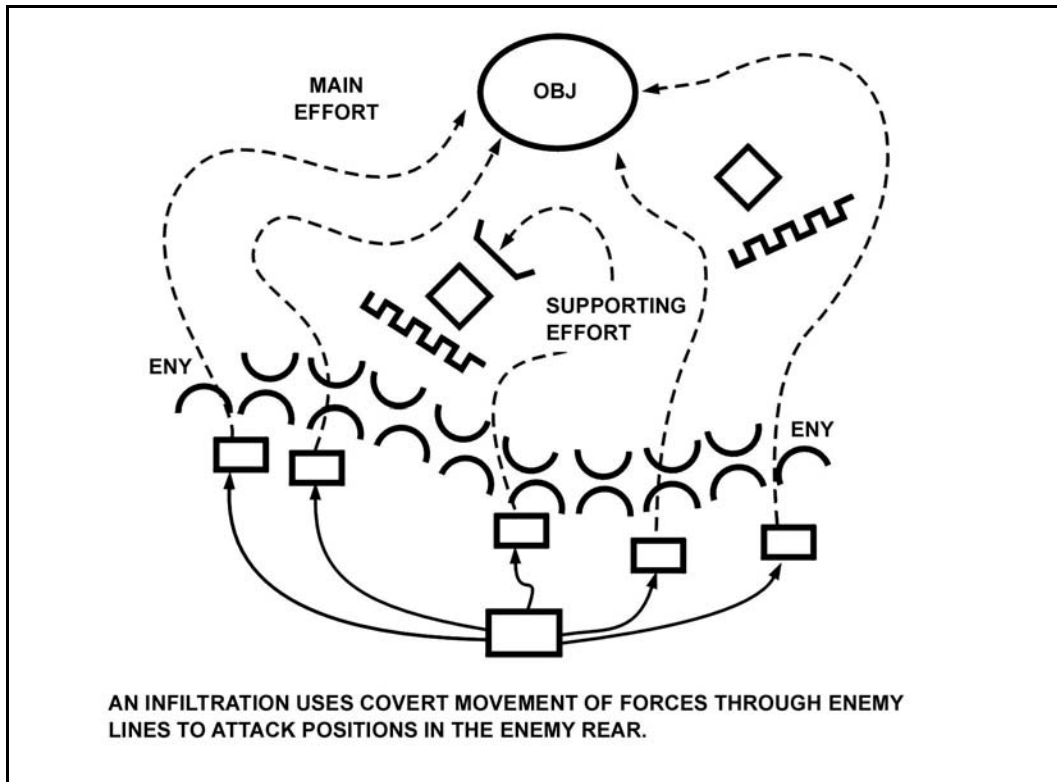 MAIN
EFFORT
OBJ
SUPPORTING
EFFORT
ENY
ENY
AN INFILTRATION USES COVERT MOVEMENT OF FORCES THROUGH ENEMY
LINES TO ATTACK POSITIONS IN THE ENEMY REAR.